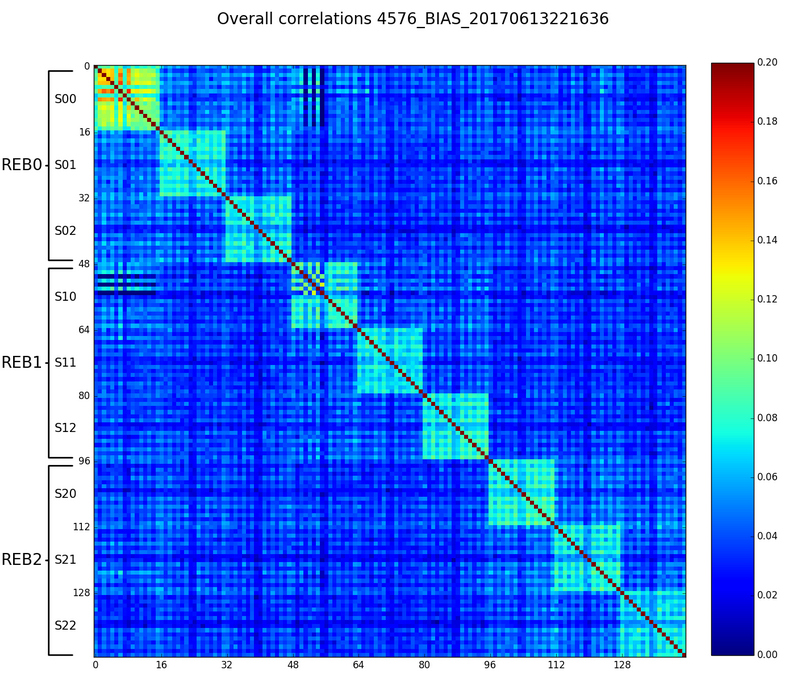 Overall correlations 4576_BIAS_20170613221636
0
S00
16
REB0
S01
32
S02
48
S10
64
REB1
S11
80
S12
96
S20
112
REB2
S21
128
S22
0 16 32 48 64 80 96 112 128
0.20
0.18
0.16
0.14
0.12
0.10
0.08
0.06
0.04
0.02
0.00